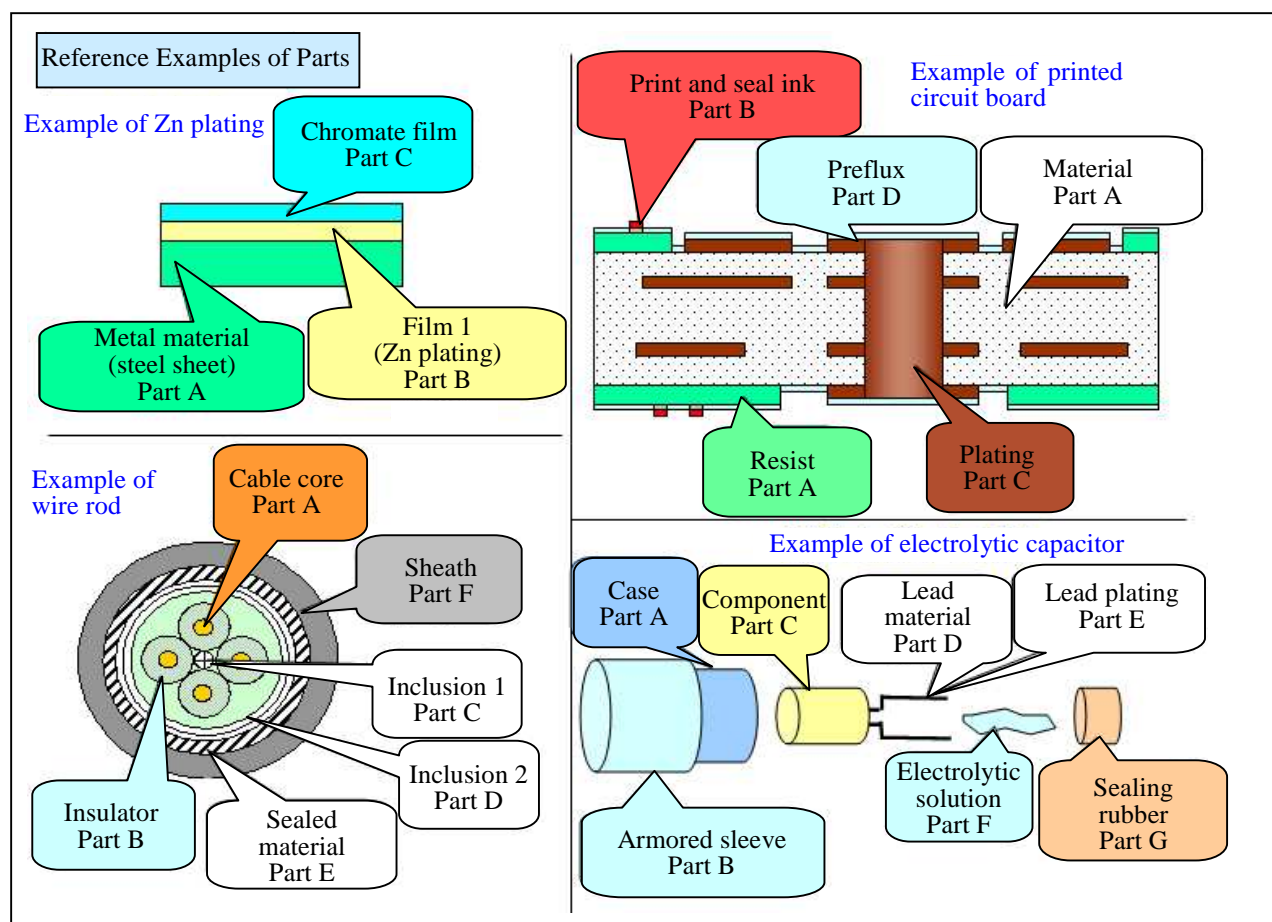 Reference Examples of Parts
Example of Zn plating
Chromate film
Part C
Metal material
(steel sheet)
Part A
Film 1
(Zn plating)
Part B
Example of printed
circuit board
Print and seal ink
Part B
Preflux
Part D
Material
Part A
Resist
Part A
Plating
Part C
Example of
wire rod
Cable core
Part A
Sheath
Part F
Inclusion 1
Part C
Inclusion 2
Part D
Insulator
Part B
Sealed
material
Part E
Example of electrolytic capacitor
Case
Part A
Component
Part C
Lead
material
Part D
Lead plating
Part E
Armored sleeve
Part B
Electrolytic
solution
Part F
Sealing
rubber
Part G